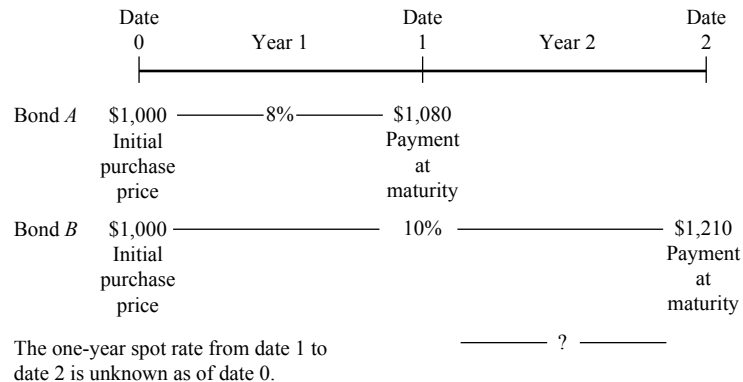 Date Date Date
0 Year 1 1 Year 2 2
Bond A $1,000 8% $1,080
Initial Payment
purchase at
price maturity
Bond B $1,000 10% $1,210
Initial Payment
purchase at
price maturity
?
The one-year spot rate from date 1 to
date 2 is unknown as of date 0.